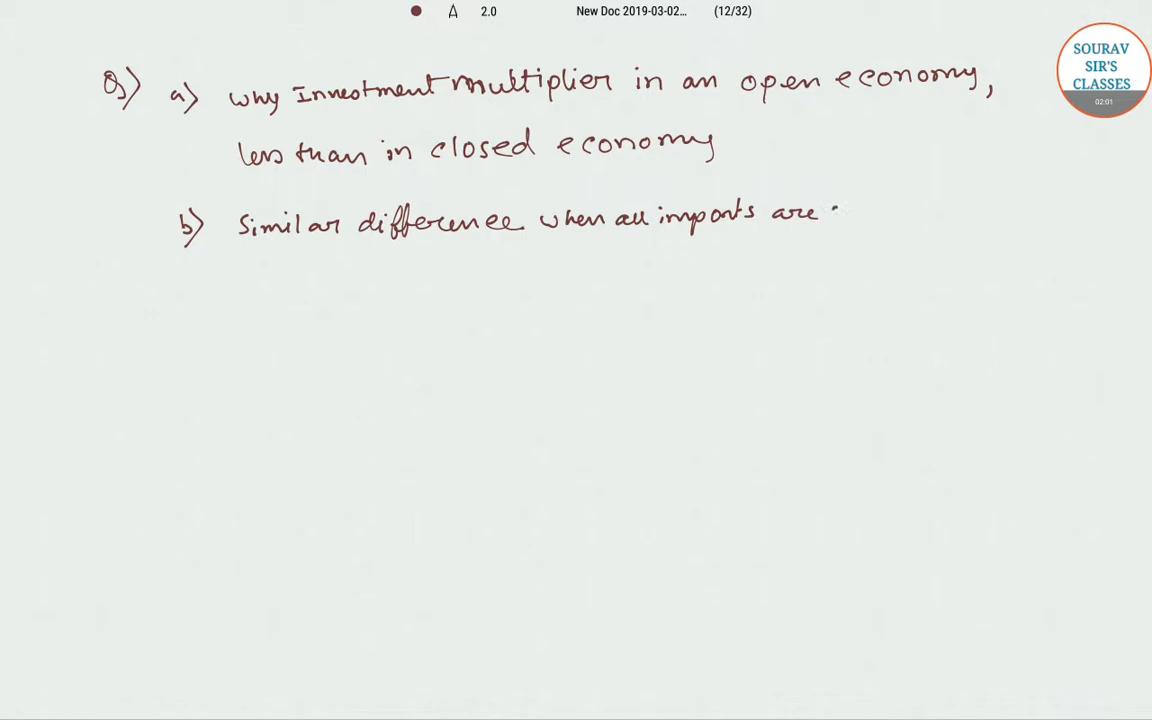 2.0 New Doc 2019-03-02... (12/32)
SOURAV
SIR'S
CLASSES
02:01
Q) a) why Investment multiplier in an open economy,
less than in closed economy
b) Similar difference when all imports are